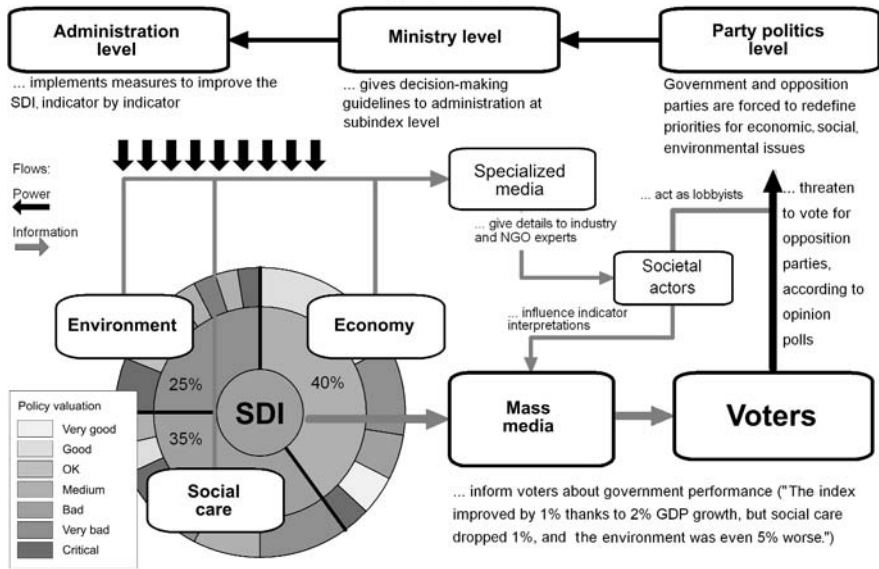 Administration
level
Ministry level
Party politics
level
... implements measures to improve the
SDI, indicator by indicator
... gives decision-making
guidelines to administration at
subindex level
Government and opposition
parties are forced to redefine
priorities for economic, social,
environmental issues
Flows:
Power
Information
Specialized
media
... act as lobbyists
... give details to industry
and NGO experts
Societal
actors
... threaten
to vote for
opposition
parties,
according to
opinion
polls
... influence indicator
interpretations
Environment
Economy
25%
40%
35%
SDI
Social
care
Mass
media
Voters
Policy valuation
Very good
Good
OK
Medium
Bad
Very bad
Critical
... inform voters about government performance ("The index
improved by 1% thanks to 2% GDP growth, but social care
dropped 1%, and the environment was even 5% worse.")